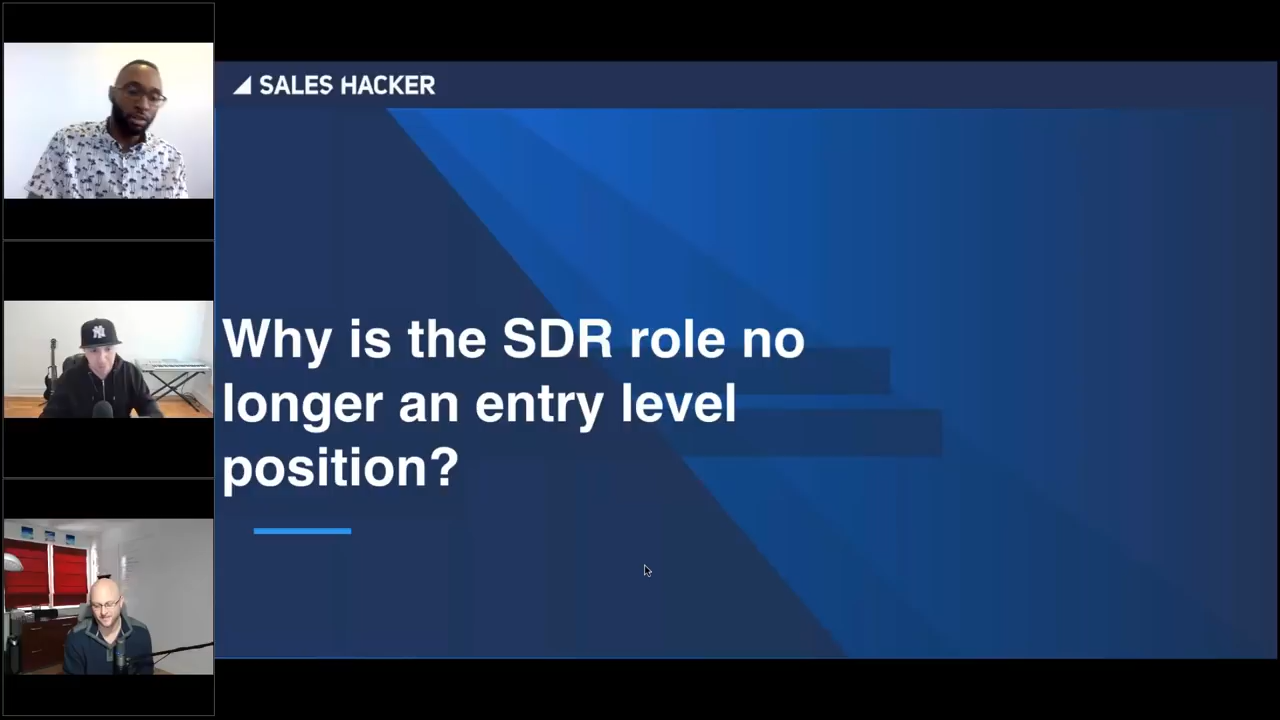 SALES HACKER
Why is the SDR role no
longer an entry level
position?